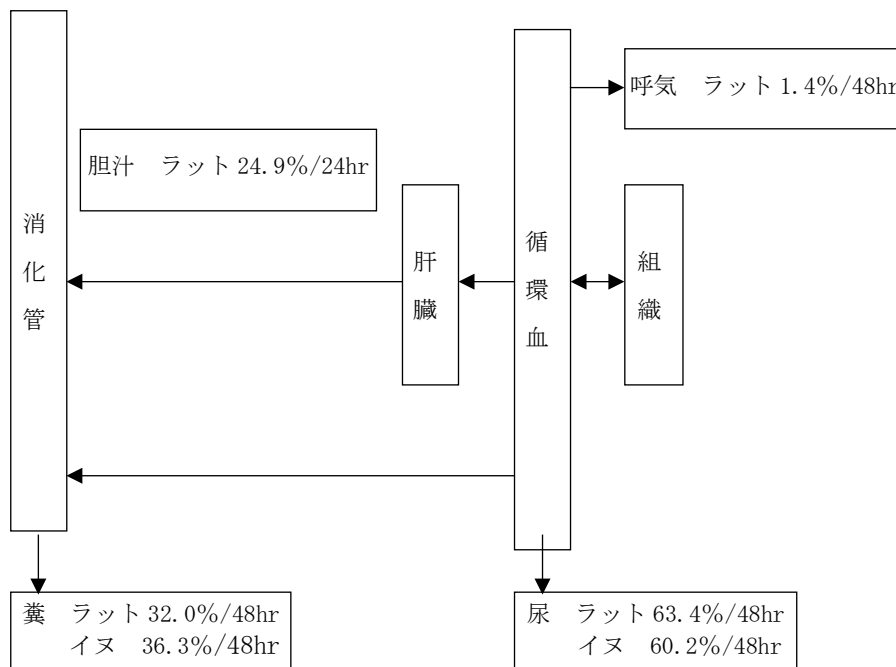 呼気 ラット 1.4%/48hr
胆汁 ラット 24.9%/24hr
消化管
肝臓
循環血
組織
糞 ラット 32.0%/48hr
イヌ 36.3%/48hr
尿 ラット 63.4%/48hr
イヌ 60.2%/48hr